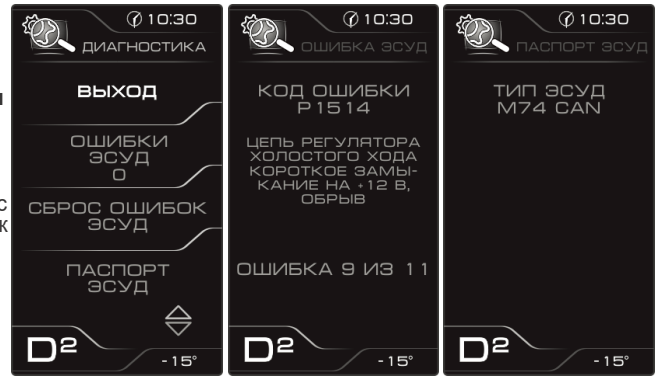 10:30
ДИАГНОСТИКА
ВЫХОД
ОШИБКИ
ЭСУД
0
СБРОС ОШИБОК
ЭСУД
ПАСПОРТ
ЭСУД
D2
-15°
10:30
ОШИБКА ЭСУД
КОД ОШИБКИ
P1514
ЦЕПЬ РЕГУЛЯТОРА
ХОЛОСТОГО ХОДА
КОРОТКОЕ ЗАМЫ-
КАНИЕ НА +12 В,
ОБРЫВ
ОШИБКА 9 ИЗ 11
D2
-15°
10:30
ПАСПОРТ ЭСУД
ТИП ЭСУД
М74 CAN
D2
-15°